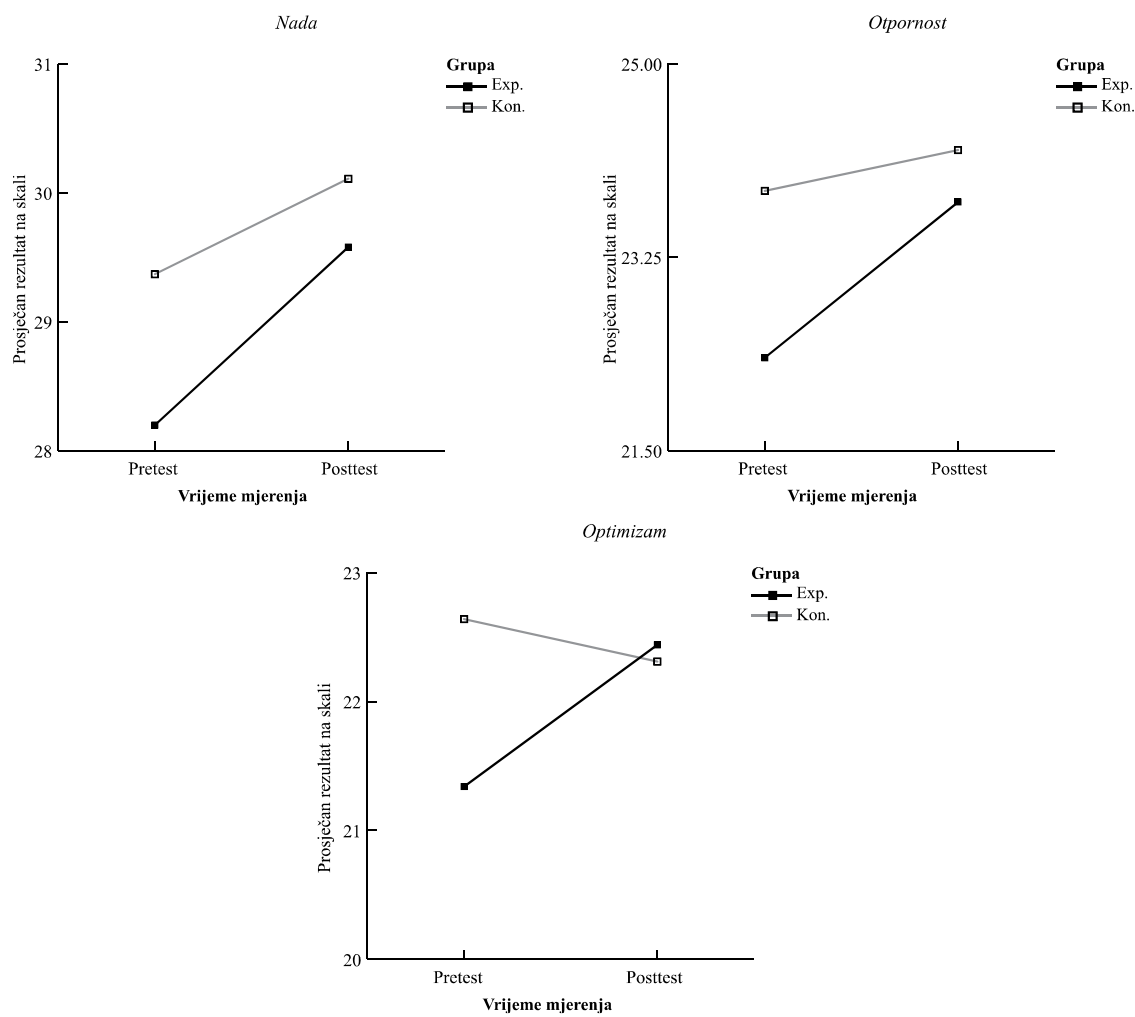 Nada
31
30
29
28
Prosječan rezultat na skali
Pretest
Posttest
Vrijeme mjerenja
Grupa
Exp.
Kon.
Otpornost
25.00
23.25
21.50
Prosječan rezultat na skali
Pretest
Posttest
Vrijeme mjerenja
Grupa
Exp.
Kon.
Optimizam
23
22
21
20
Prosječan rezultat na skali
Pretest
Posttest
Vrijeme mjerenja
Grupa
Exp.
Kon.